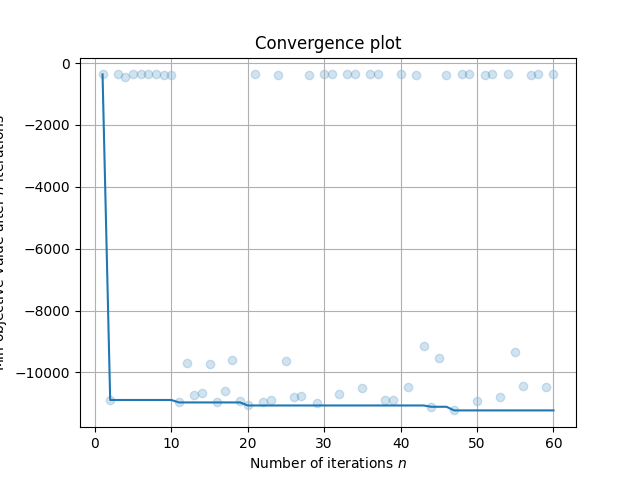 Convergence plot
0
−2000
−4000
−6000
−8000
−10000
objective value after n iterations
0 10 20 30 40 50 60
Number of iterations n